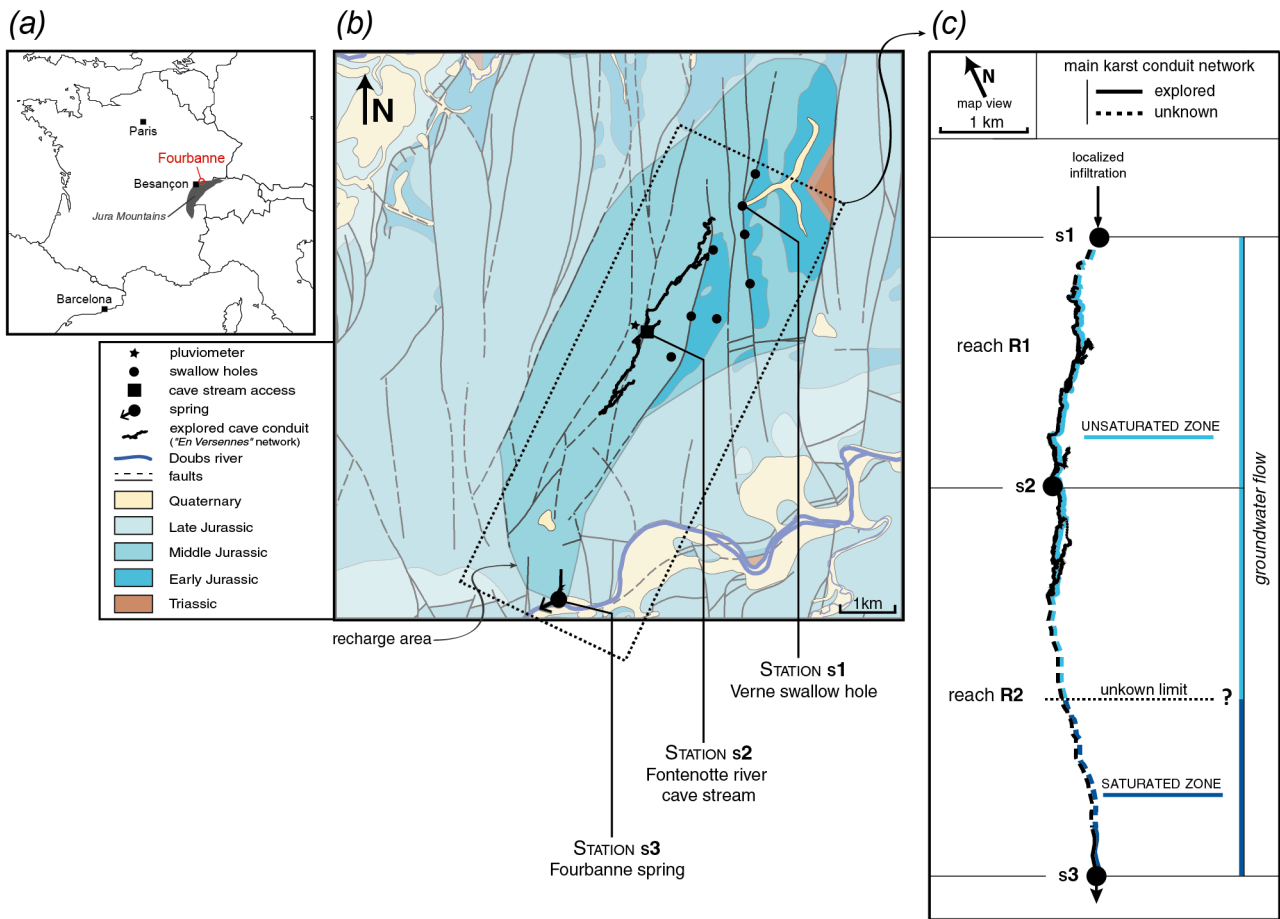 (a)
Paris
Fourbanne
Besançon
Jura Mountains
Barcelona
pluviometer
swallow holes
cave stream access
spring
explored cave conduit
("En Versennes" network)
Doubs river
faults
Quaternary
Late Jurassic
Middle Jurassic
Early Jurassic
Triassic
(b)
N
1km
recharge area
STATION s1
Verne swallow hole
STATION s2
Fontenotte river
cave stream
STATION s3
Fourbanne spring
(c)
N
map view
1 km
main karst conduit network
explored
unknown
localized
infiltration
s1
reach R1
UNSATURATED ZONE
s2
groundwater flow
reach R2
unkown limit
?
SATURATED ZONE
s3